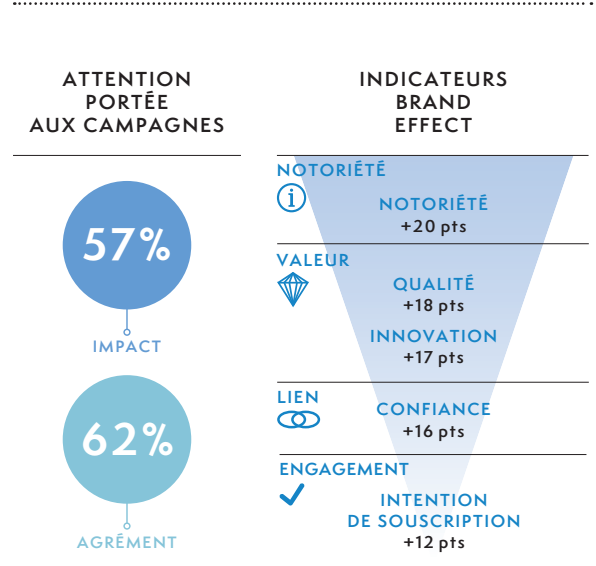 ATTENTION
PORTÉE
AUX CAMPAGNES
57%
IMPACT
62%
AGRÉMENT
INDICATEURS
BRAND
EFFECT
NOTORIÉTÉ
NOTORIÉTÉ
+20 pts
VALEUR
QUALITÉ
+18 pts
INNOVATION
+17 pts
LIEN
CONFIANCE
+16 pts
ENGAGEMENT
INTENTION
DE SOUSCRIPTION
+12 pts